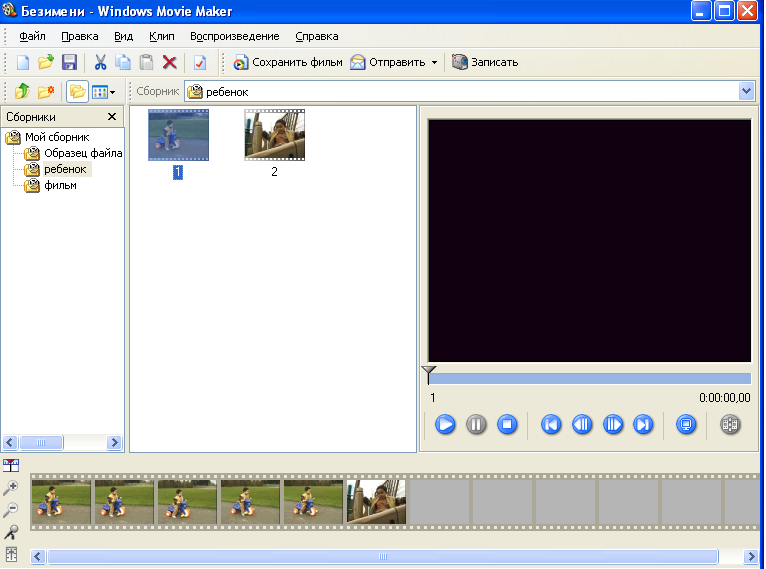 Безимени - Windows Movie Maker
Файл Правка Вид Клип Воспроизведение Справка
Сохранить фильм Отправить Записать
Сборник ребенок
Сборники
Мой сборник
Образец файла
ребенок
фильм
1 2
1 0:00:00,00